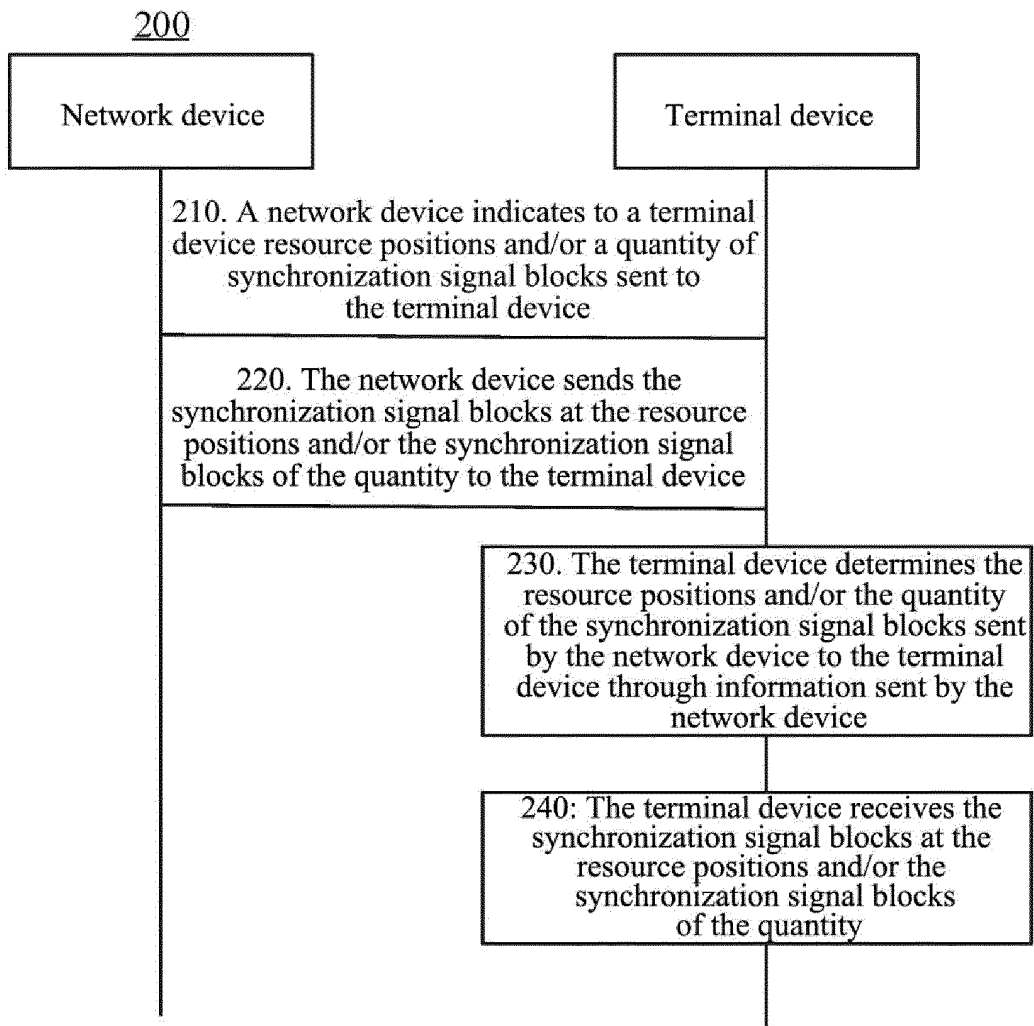 200
Network device
Terminal device
210. A network device indicates to a terminal
device resource positions and/or a quantity of
synchronization signal blocks sent to
the terminal device
220. The network device sends the
synchronization signal blocks at the resource
positions and/or the synchronization signal
blocks of the quantity to the terminal device
230. The terminal device determines the
resource positions and/or the quantity
of the synchronization signal blocks sent
by the network device to the terminal
device through information sent by the
network device
240: The terminal device receives the
synchronization signal blocks at the
resource positions and/or the
synchronization signal blocks
of the quantity